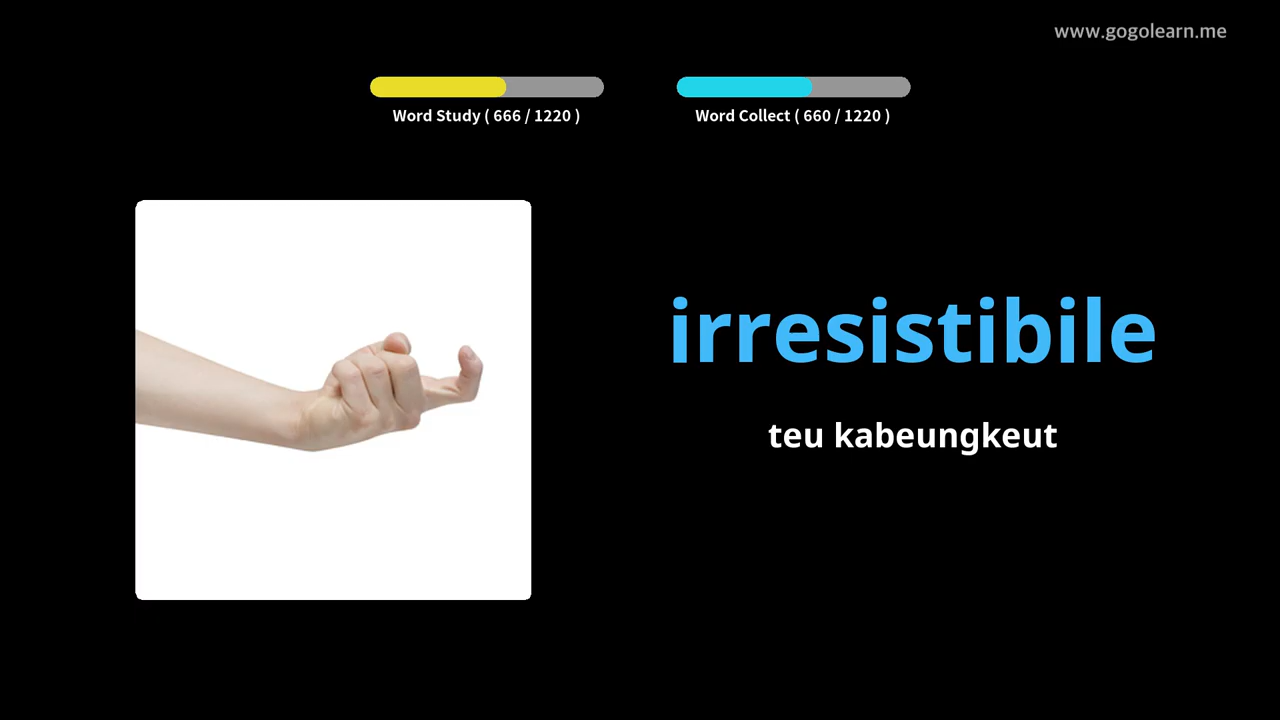 www.gogolearn.me
Word Study ( 666 / 1220 )
Word Collect ( 660 / 1220 )
irresistibile
teu kabeungkeut